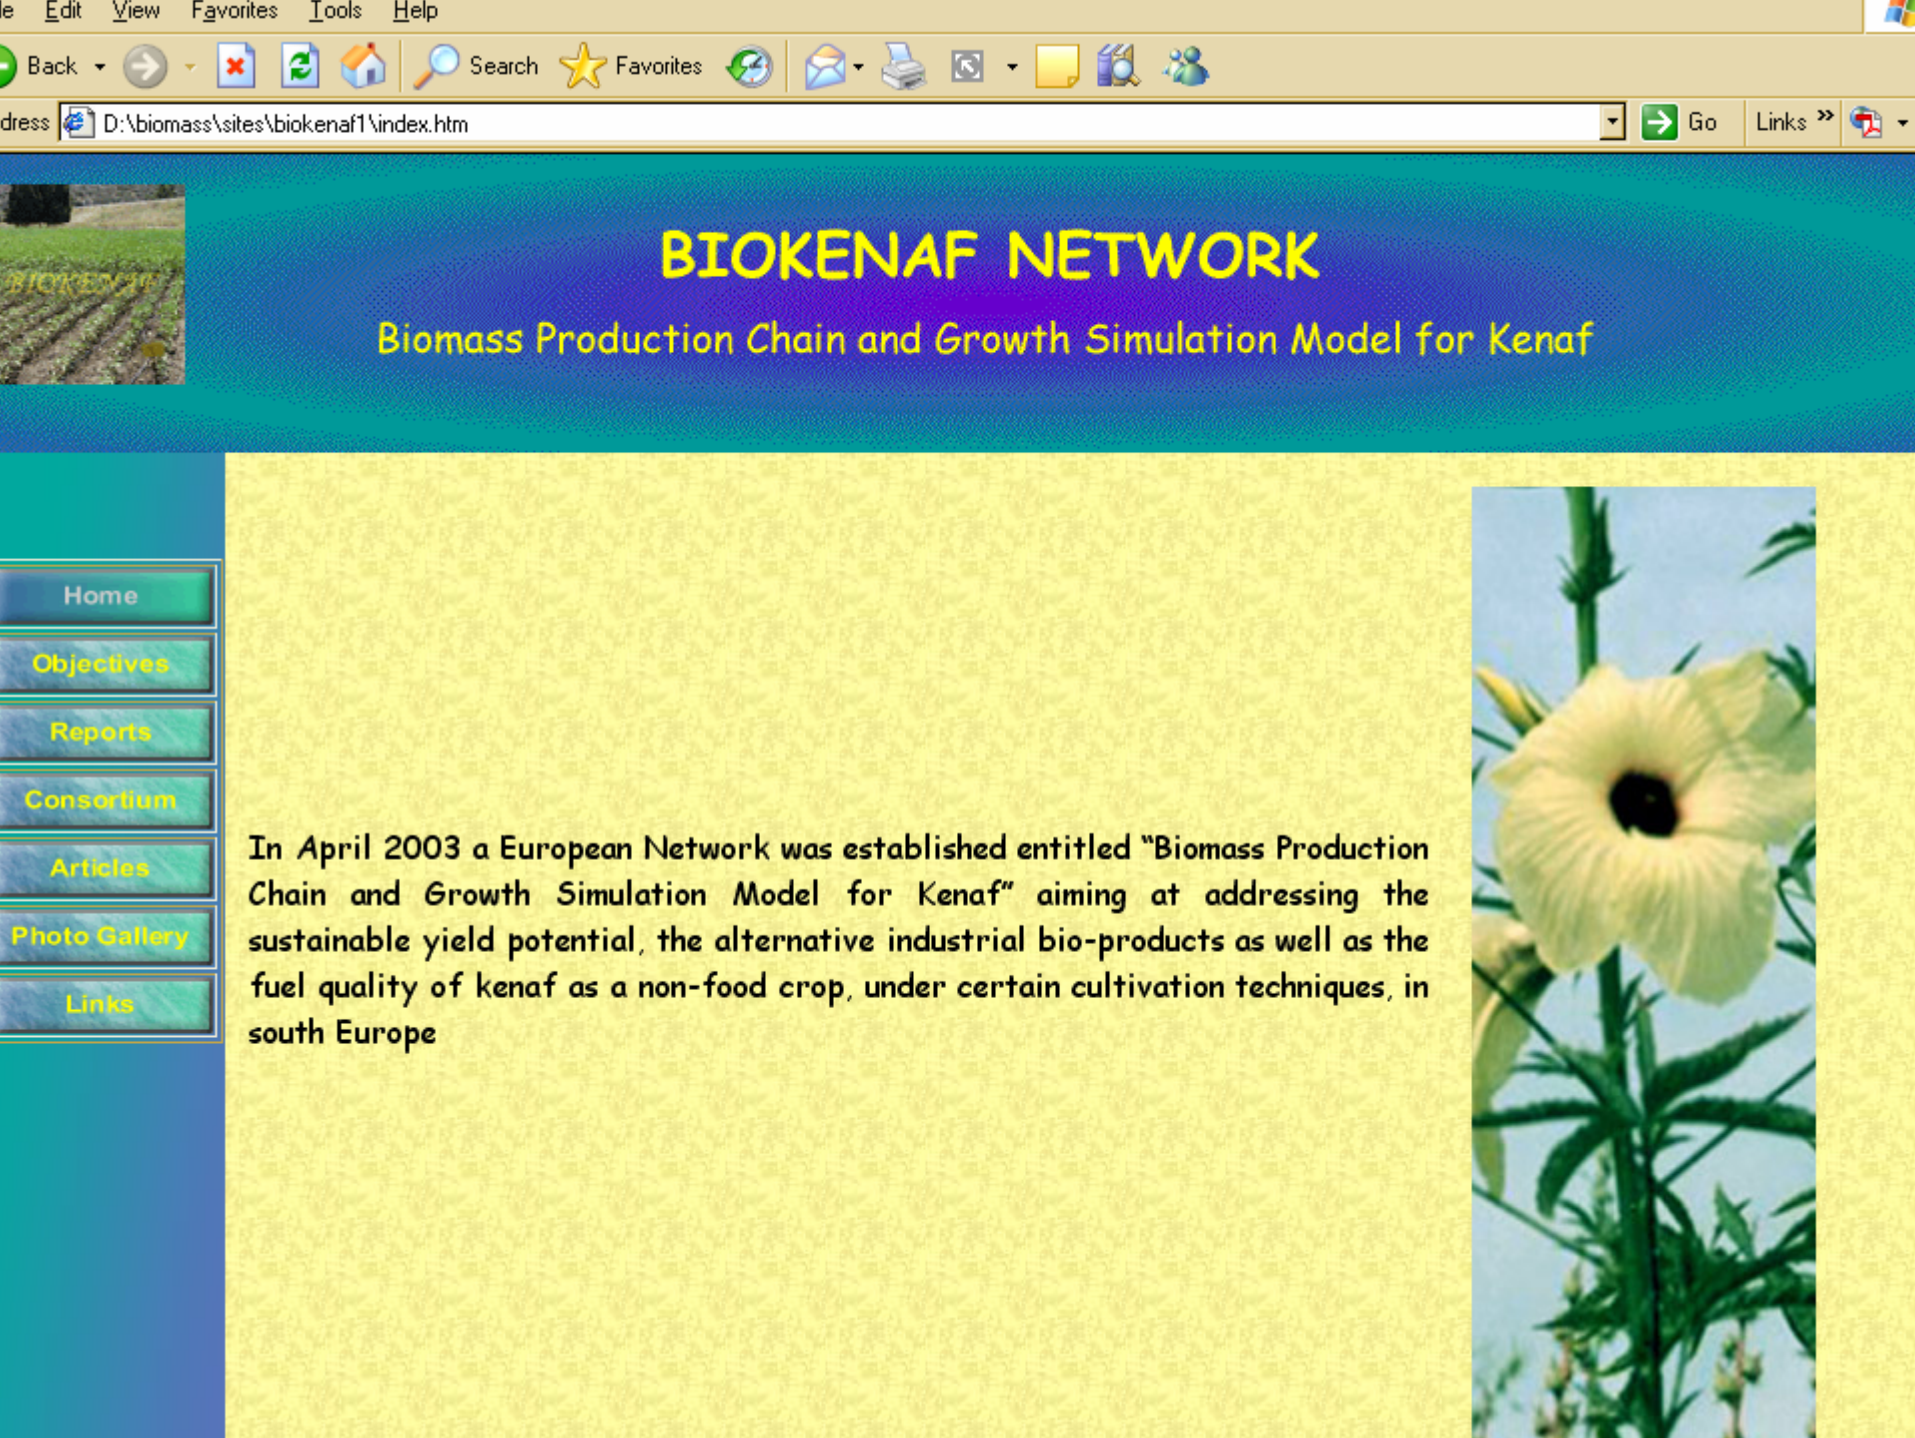 le Edit View Favorites Tools Help
Back Search Favorites
dress D:\biomass\sites\biokenaf1\index.htm Go Links »
BIOKENAF
BIOKENAF NETWORK
Biomass Production Chain and Growth Simulation Model for Kenaf
Home
Objectives
Reports
Consortium
Articles
Photo Gallery
Links
In April 2003 a European Network was established entitled “Biomass Production
Chain and Growth Simulation Model for Kenaf” aiming at addressing the
sustainable yield potential, the alternative industrial bio-products as well as the
fuel quality of kenaf as a non-food crop, under certain cultivation techniques, in
south Europe